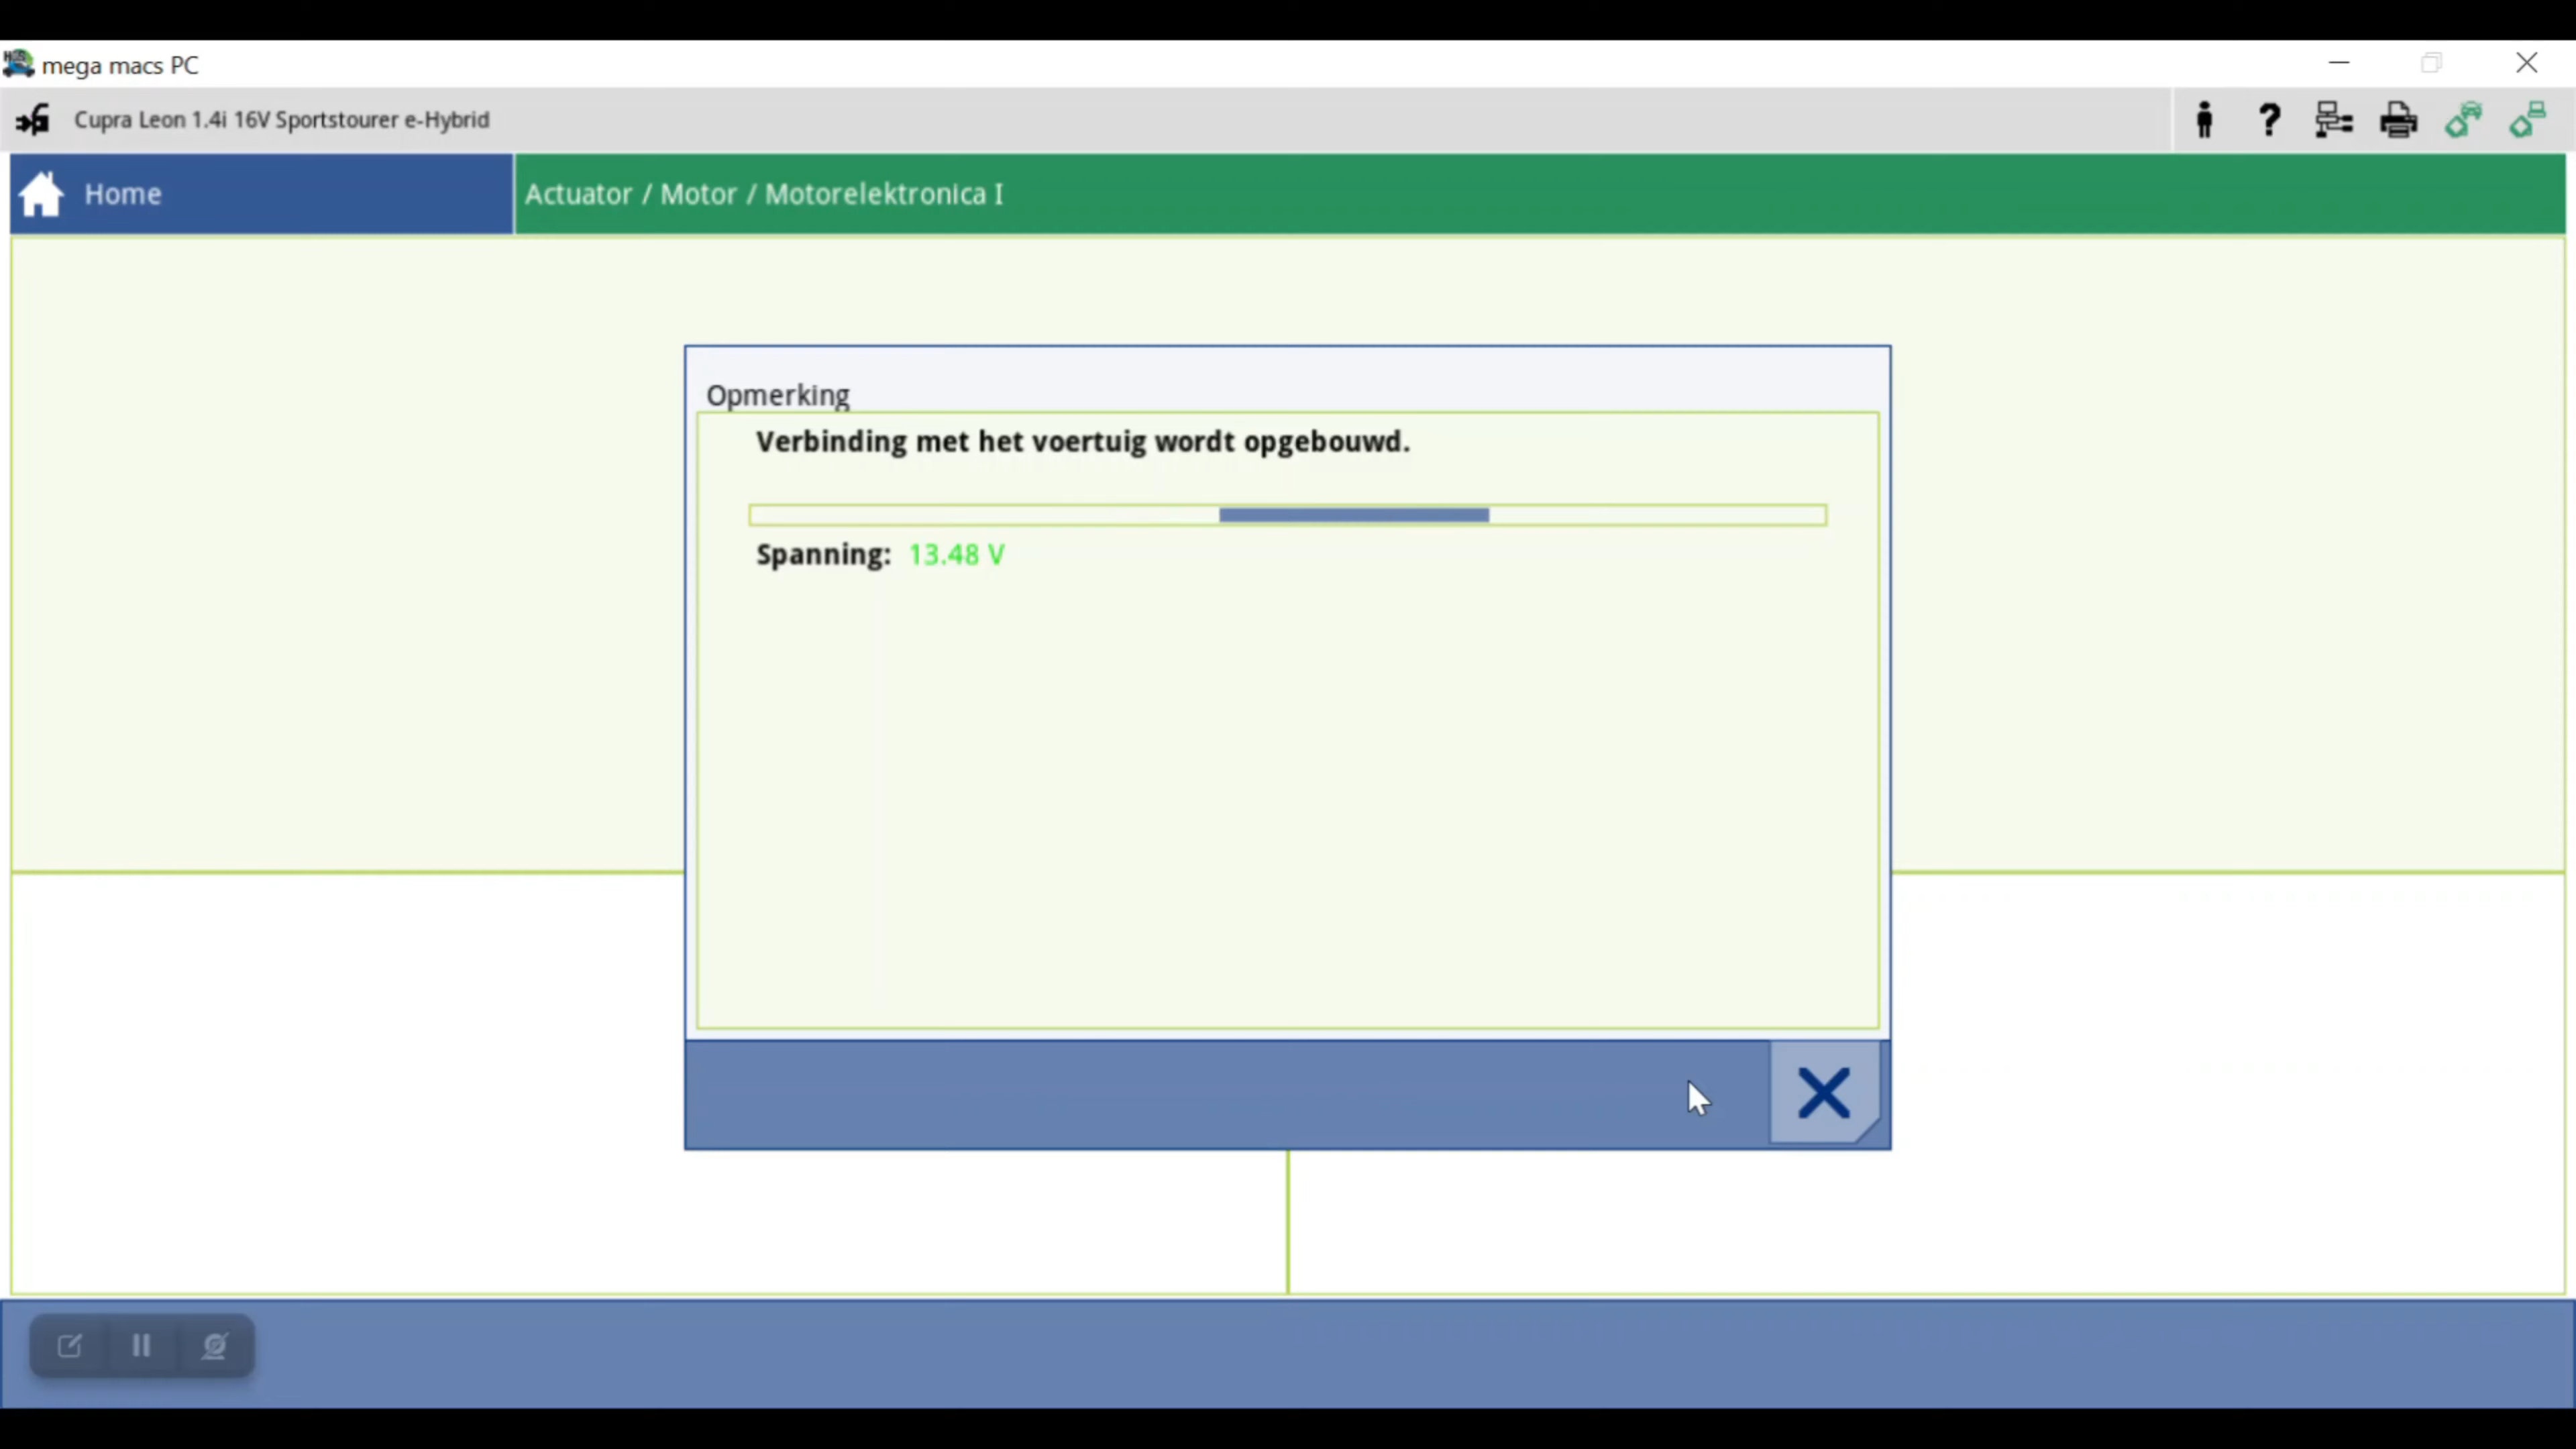 mega macs PC
Cupra Leon 1.4i 16V Sportstourer e-Hybrid
?
Home
Actuator / Motor / Motorelektronica I
Opmerking
Verbinding met het voertuig wordt opgebouwd.
Spanning: 13.48 V